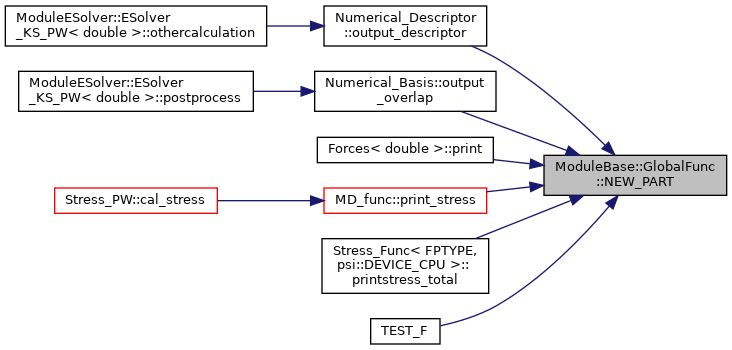 ModuleESolver::ESolver
_KS_PW< double >::othercalculation
Numerical_Descriptor
::output_descriptor
ModuleESolver::ESolver
_KS_PW< double >::postprocess
Numerical_Basis::output
_overlap
Forces< double >::print
ModuleBase::GlobalFunc
::NEW_PART
Stress_PW::cal_stress
MD_func::print_stress
Stress_Func< FPTYPE,
psi::DEVICE_CPU >::
printstress_total
TEST_F